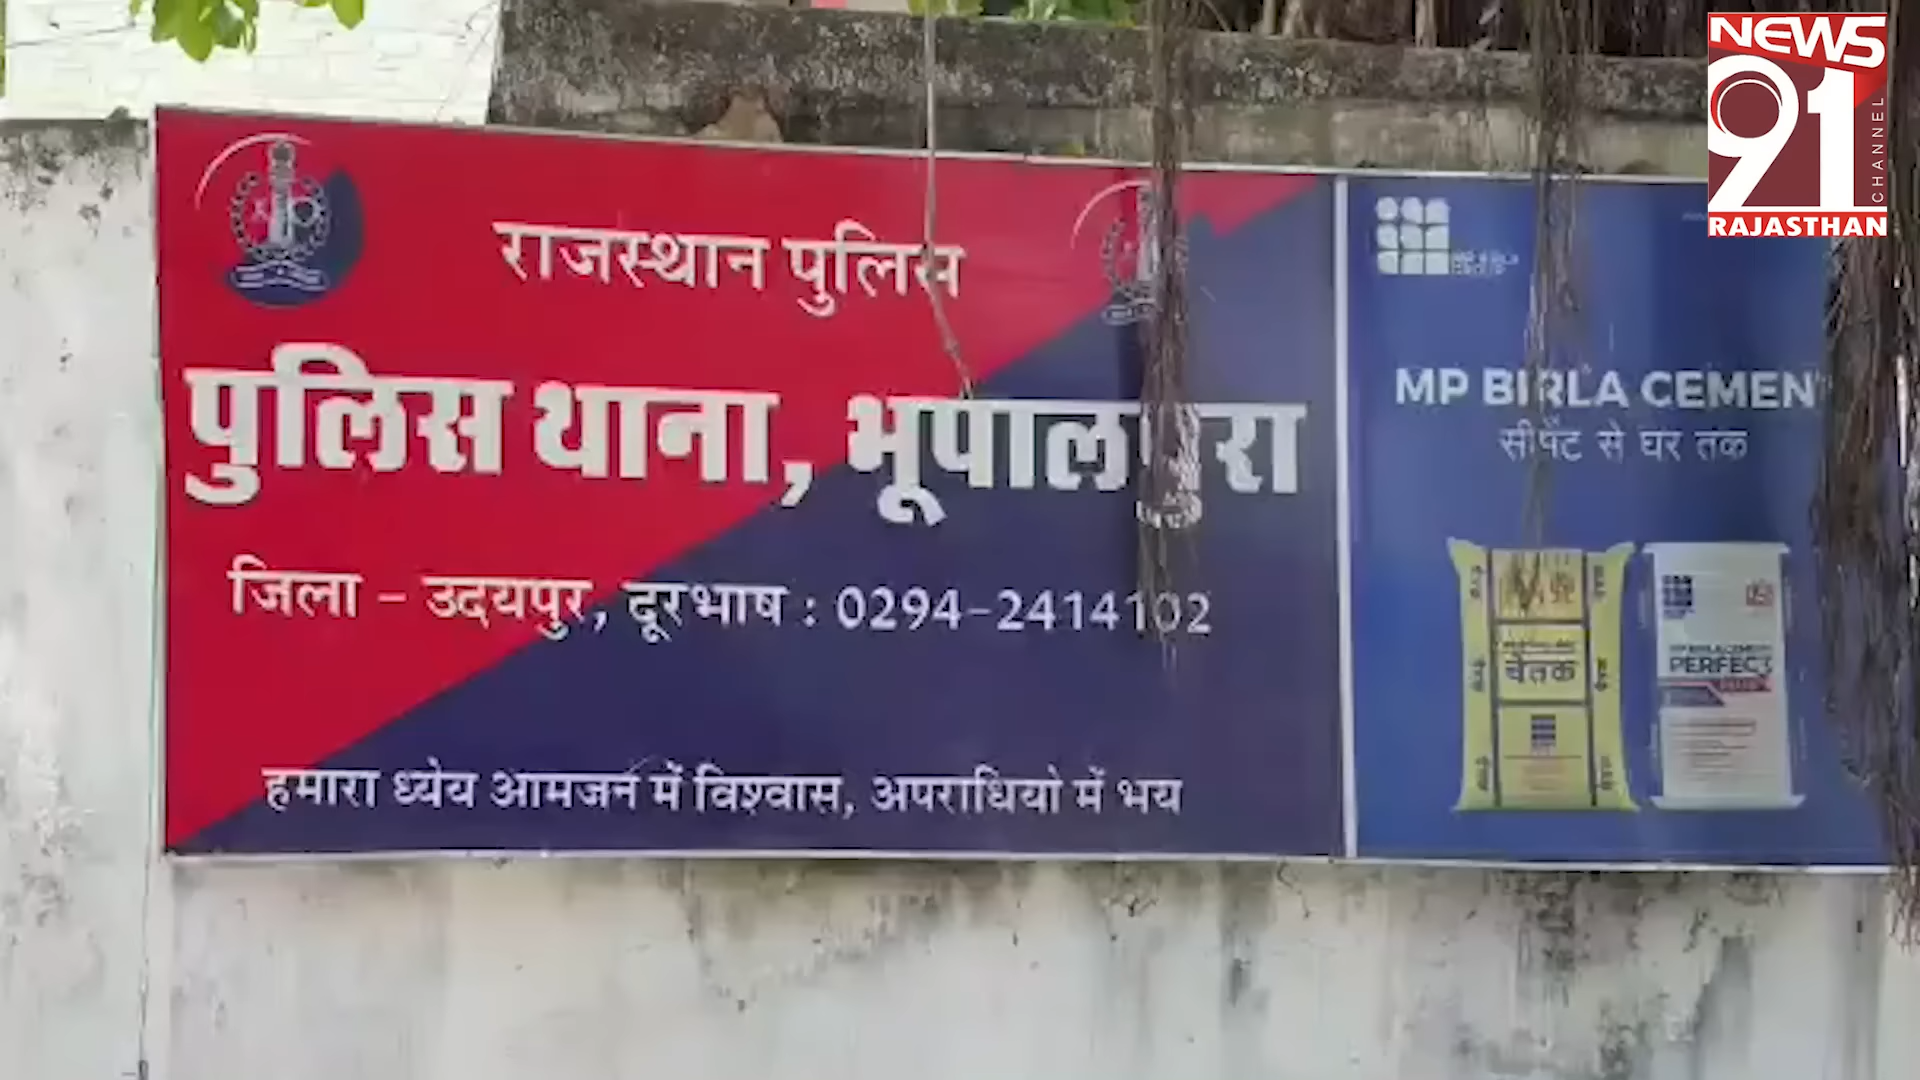 राजस्थान पुलिस
पुलिस थाना, भूपालपुरा
जिला - उदयपुर, दूरभाष : 0294-2414102
हमारा ध्येय आमजन में विश्वास, अपराधियो में भय
MP BIRLA CEMENT
सीमेंट से घर तक
चेतक
PERFECT
PLUS
NEWS
91
CHANNEL
RAJASTHAN